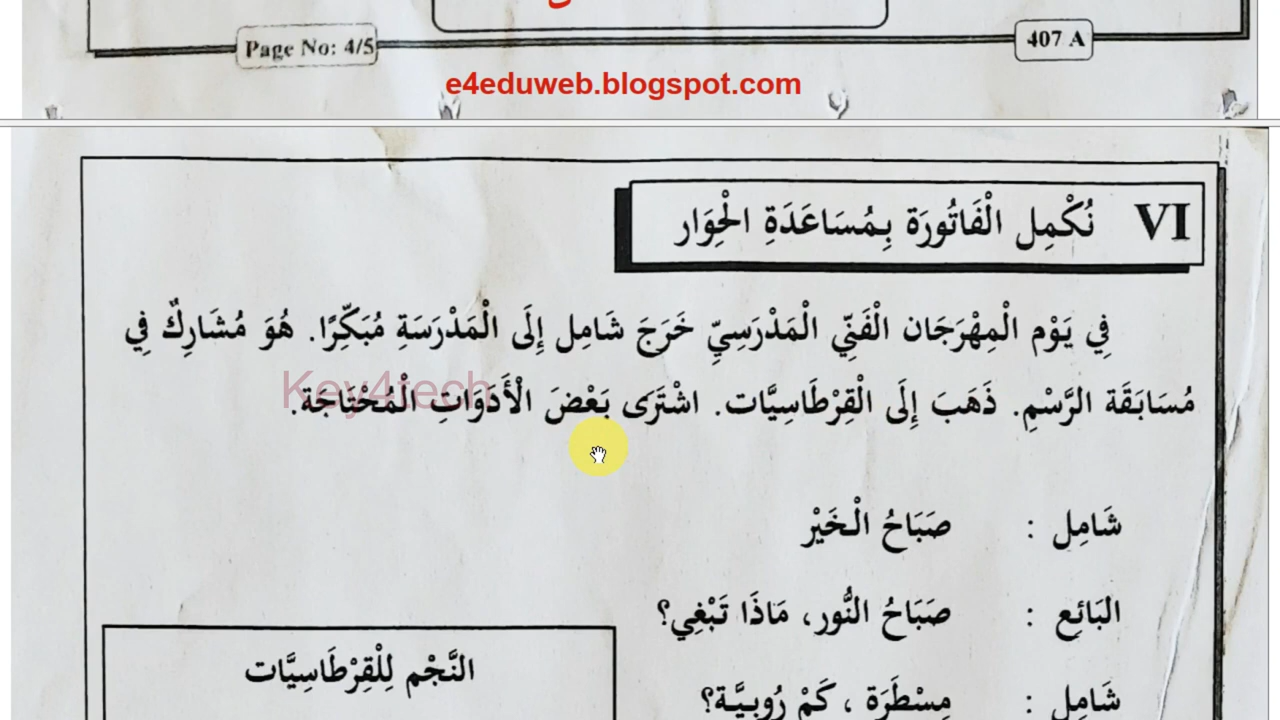 Page No: 4/5
407 A
e4eduweb.blogspot.com
VI نُكْمِل الْفَاتُورَة بِمُسَاعَدَةِ الْحِوَار
فِي يَوْم الْمِهْرَجَان الْفَنِّي الْمَدْرَسِيِّ خَرَجَ شَامِل إِلَى الْمَدْرَسَةِ مُبَكِّرًا. هُوَ مُشَارِكٌ فِي
مُسَابَقَة الرَّسْمِ. ذَهَبَ إِلَى الْقِرْطَاسِيَّات. اشْتَرَى بَعْضَ الْأَدَوَاتِ الْمُحْتَاجَة.
Key4tech
شَامِل : صَبَاحُ الْخَيْرْ
البَائِع : صَبَاحُ النُّور، مَاذَا تَبْغِي؟
النَّجْم لِلْقِرْطَاسِيَّات
شَامِل : مِسْطَرَة ، كَمْ رُوبِيَّة؟